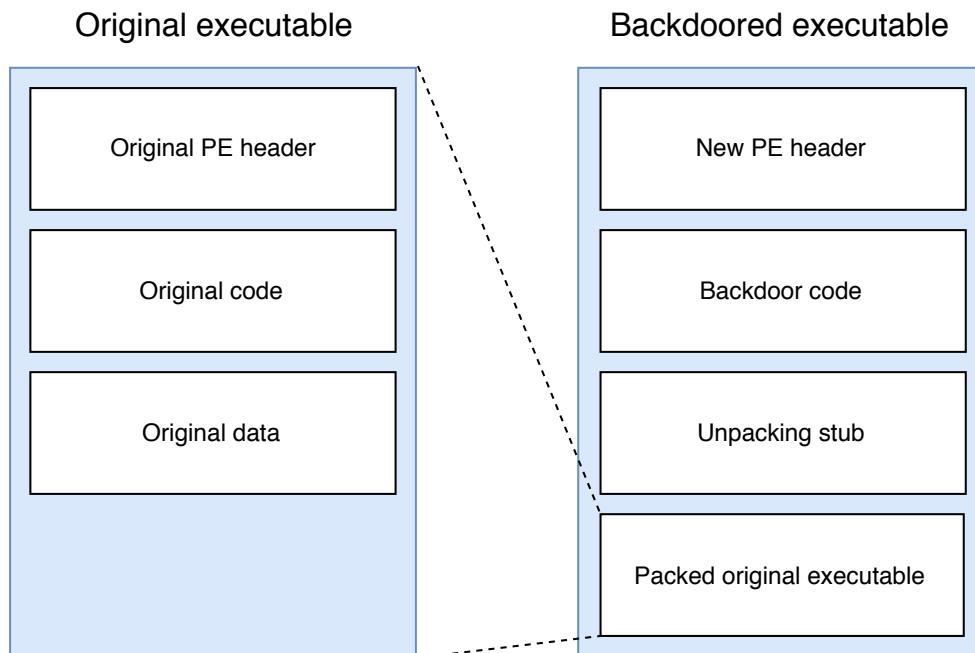 Original executable
Backdoored executable
Original PE header
New PE header
Original code
Backdoor code
Original data
Unpacking stub
Packed original executable